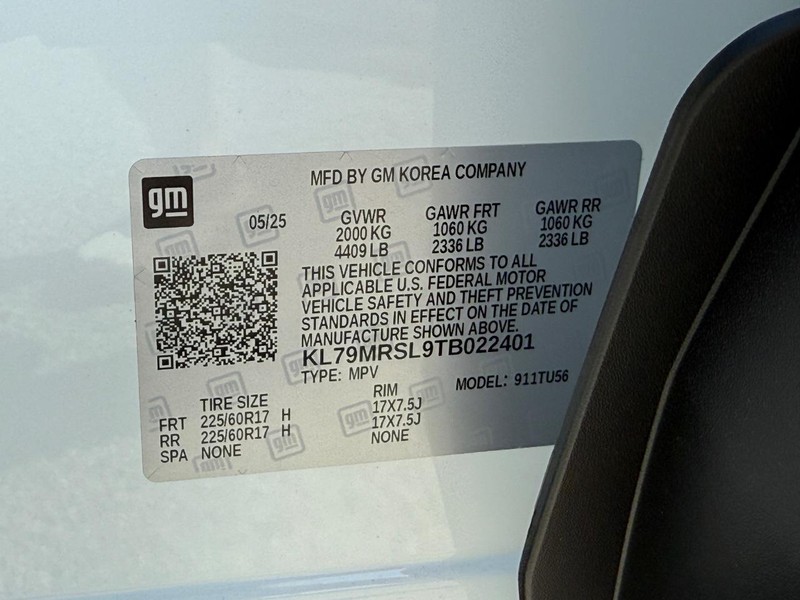 gm
MFD BY GM KOREA COMPANY
05/25
GVWR
2000 KG
4409 LB
GAWR FRT
1060 KG
2336 LB
GAWR RR
1060 KG
2336 LB
THIS VEHICLE CONFORMS TO ALL
APPLICABLE U.S. FEDERAL MOTOR
VEHICLE SAFETY AND THEFT PREVENTION
STANDARDS IN EFFECT ON THE DATE OF
MANUFACTURE SHOWN ABOVE.
KL79MRSL9TB022401
TYPE: MPV
MODEL: 911TU56
TIRE SIZE RIM
FRT 225/60R17 H 17X7.5J
RR 225/60R17 H 17X7.5J
SPA NONE NONE